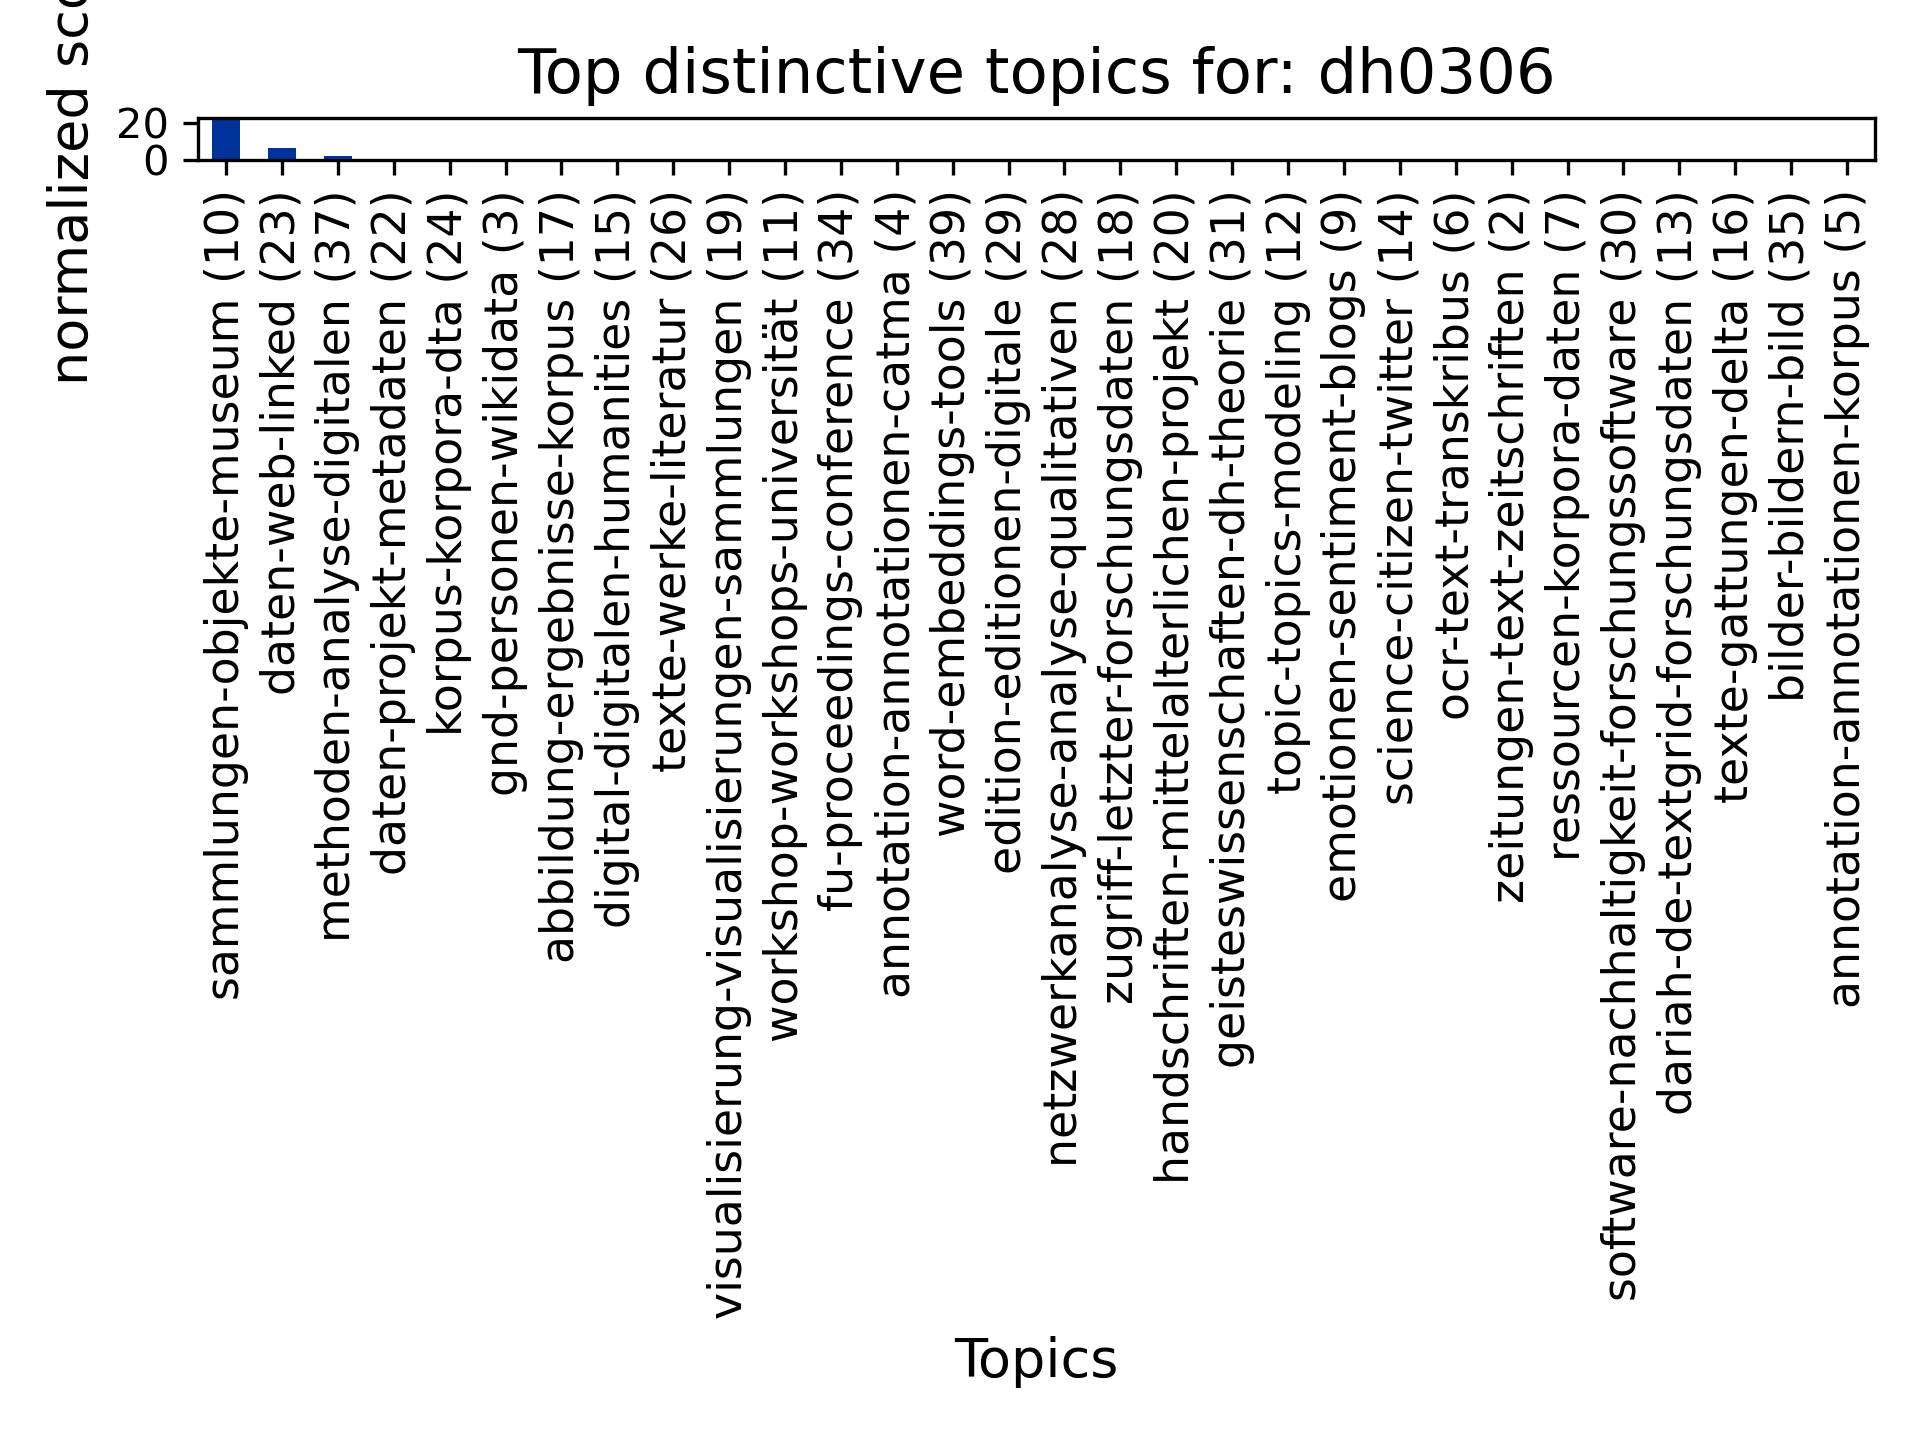 Top distinctive topics for: dh0306
normalized sco
20
0
sammlungen-objekte-museum (10)
daten-web-linked (23)
methoden-analyse-digitalen (37)
daten-projekt-metadaten (22)
korpus-korpora-dta (24)
gnd-personen-wikidata (3)
abbildung-ergebnisse-korpus (17)
digital-digitalen-humanities (15)
texte-werke-literatur (26)
visualisierung-visualisierungen-sammlungen (19)
workshop-workshops-universität (11)
fu-proceedings-conference (34)
annotation-annotationen-catma (4)
word-embeddings-tools (39)
edition-editionen-digitale (29)
netzwerkanalyse-analyse-qualitativen (28)
zugriff-letzter-forschungsdaten (18)
handschriften-mittelalterlichen-projekt (20)
geisteswissenschaften-dh-theorie (31)
topic-topics-modeling (12)
emotionen-sentiment-blogs (9)
science-citizen-twitter (14)
ocr-text-transkribus (6)
zeitungen-text-zeitschriften (2)
ressourcen-korpora-daten (7)
software-nachhaltigkeit-forschungssoftware (30)
dariah-de-textgrid-forschungsdaten (13)
texte-gattungen-delta (16)
bilder-bildern-bild (35)
annotation-annotationen-korpus (5)
Topics